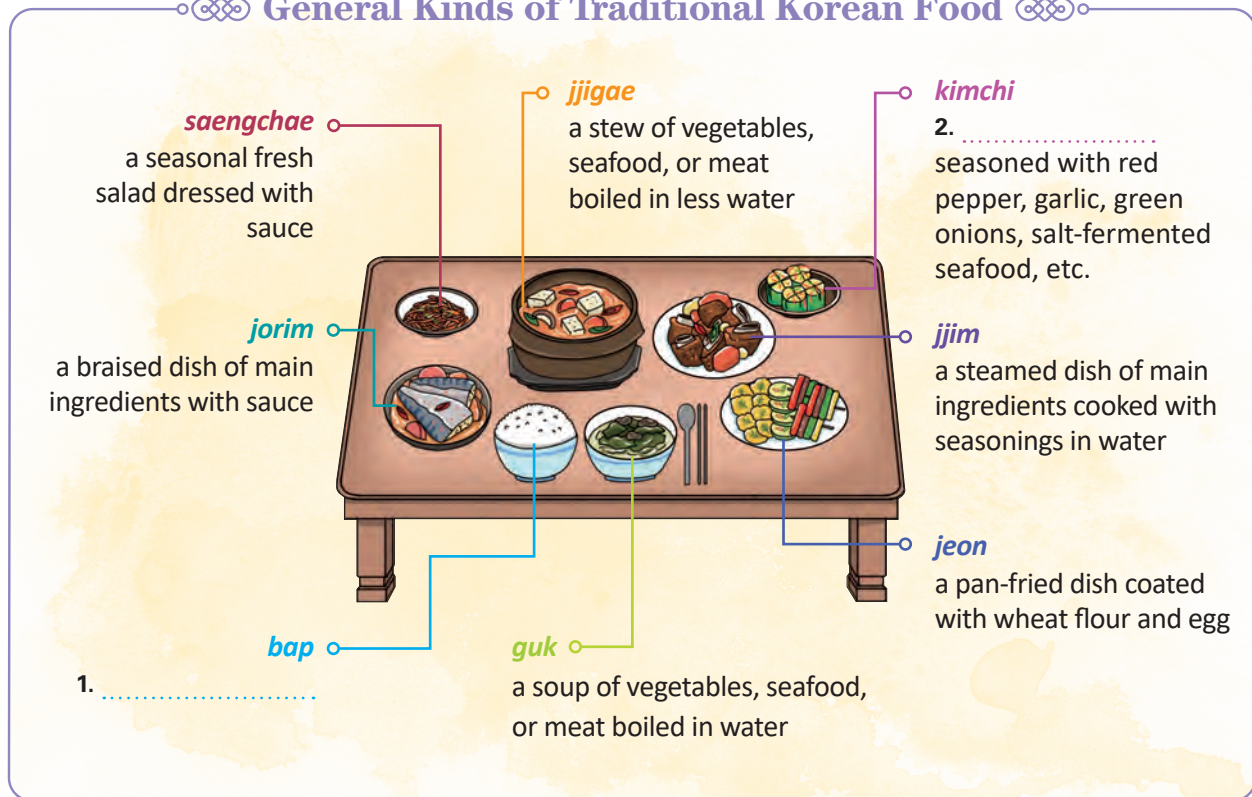 General Kinds of Traditional Korean Food
saengchae
a seasonal fresh
salad dressed with
sauce
jjigae
a stew of vegetables,
seafood, or meat
boiled in less water
kimchi
2.
seasoned with red
pepper, garlic, green
onions, salt-fermented
seafood, etc.
jorim
a braised dish of main
ingredients with sauce
jjim
a steamed dish of main
ingredients cooked with
seasonings in water
jeon
a pan-fried dish coated
with wheat flour and egg
bap
1.
guk
a soup of vegetables, seafood,
or meat boiled in water